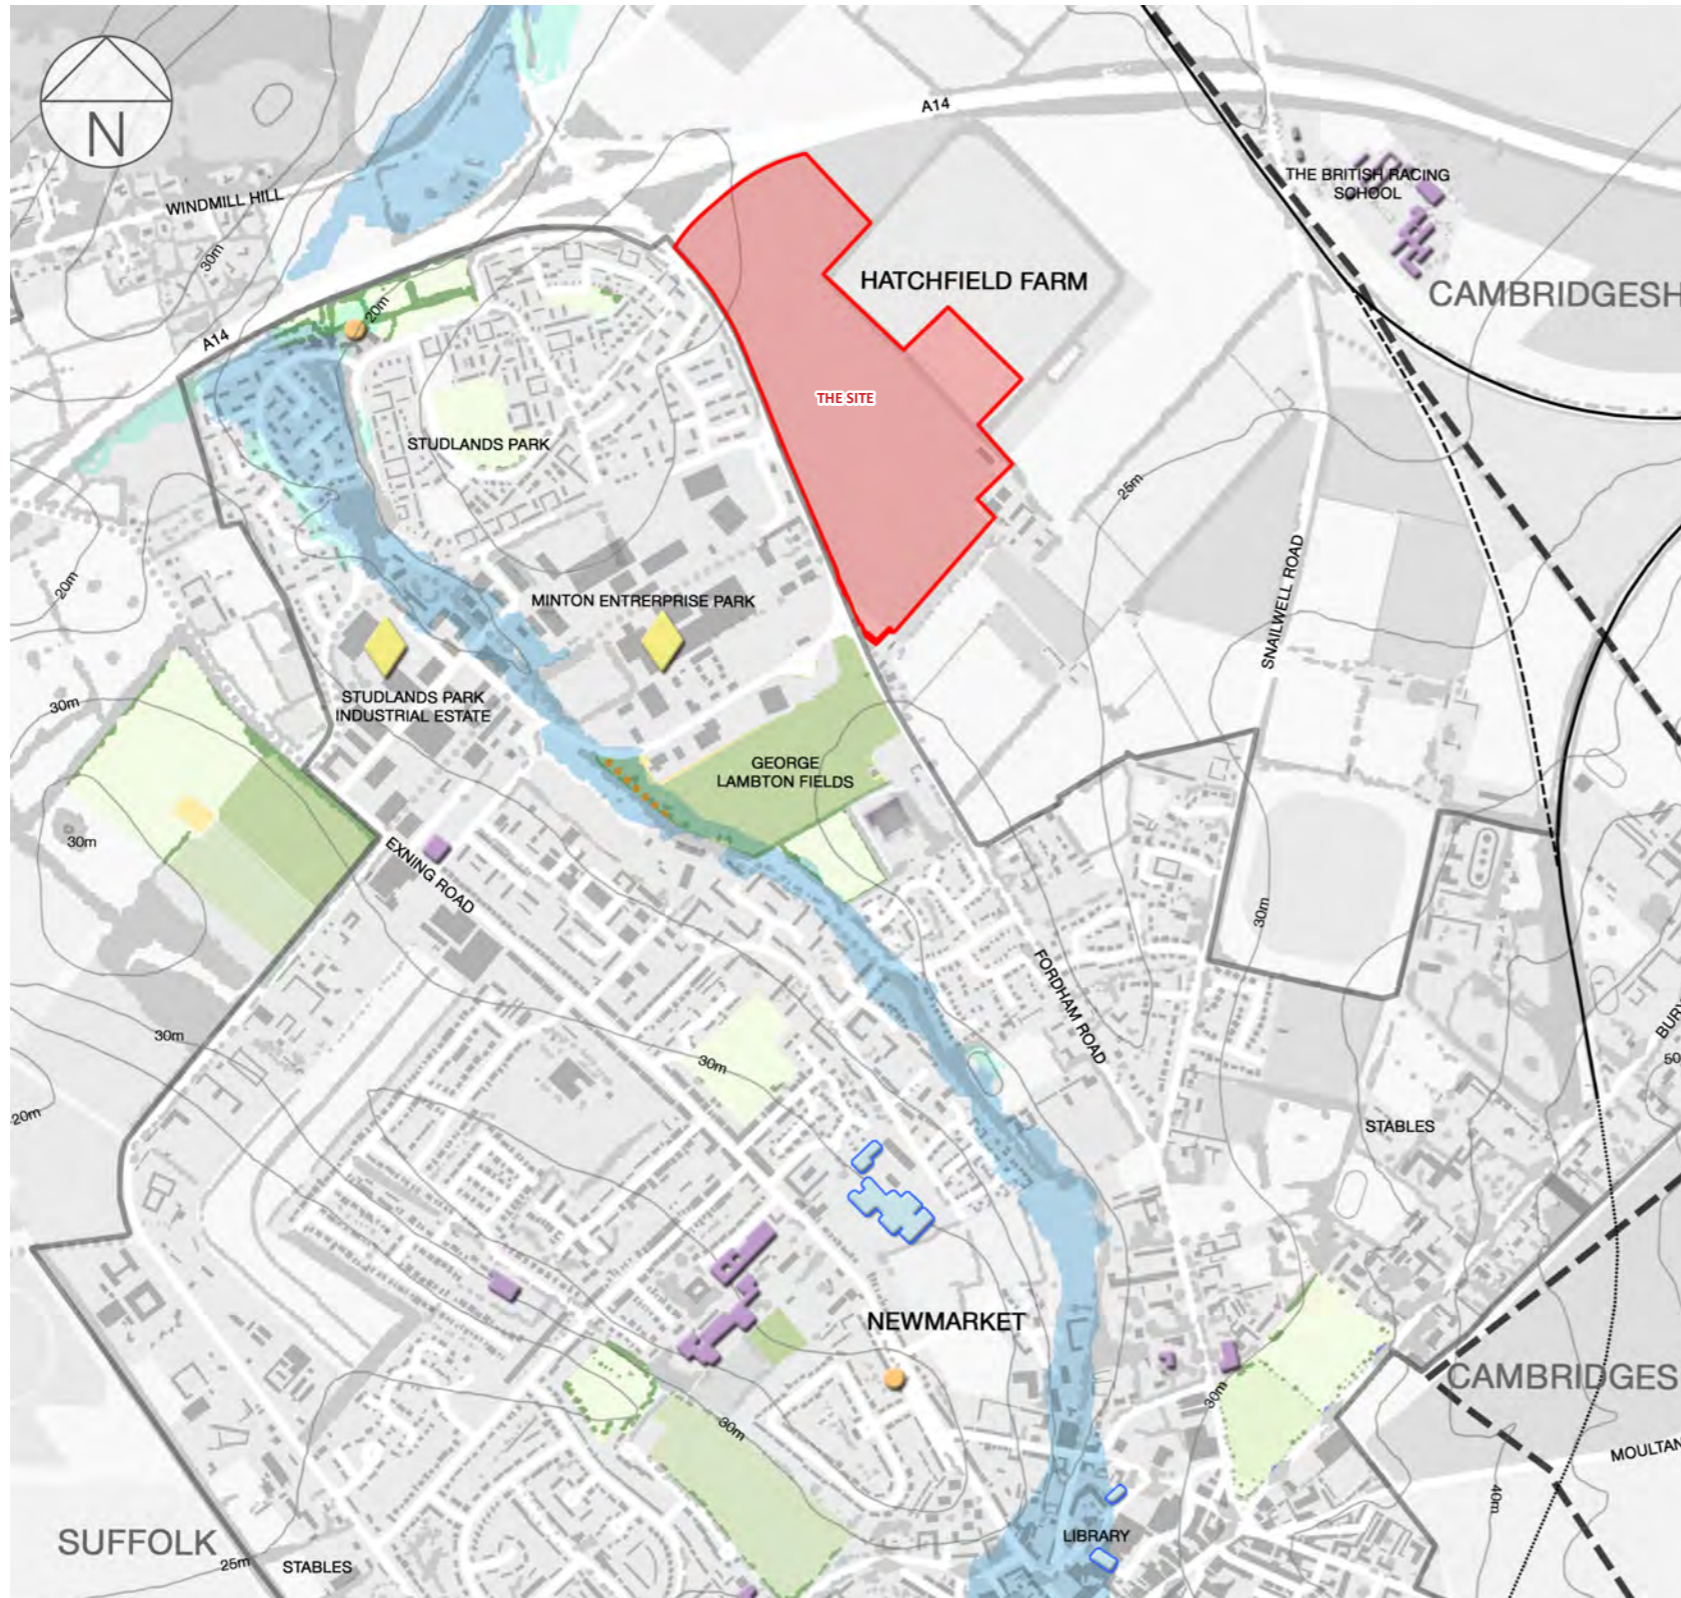 A14
N
THE BRITISH RACING
SCHOOL
WINDMILL HILL
30m
HATCHFIELD FARM
CAMBRIDGESH
20m
A14
THE SITE
STUDLANDS PARK
25m
20m
SNAILWELL ROAD
MINTON ENTRERPRISE PARK
STUDLANDS PARK
INDUSTRIAL ESTATE
30m
GEORGE
LAMBTON FIELDS
30m
EXNING ROAD
30m
FORDHAM ROAD
BURY
30m
30m
50
20m
STABLES
NEWMARKET
CAMBRIDGES
30m
30m
MOULTAN
40m
SUFFOLK
LIBRARY
25m
STABLES